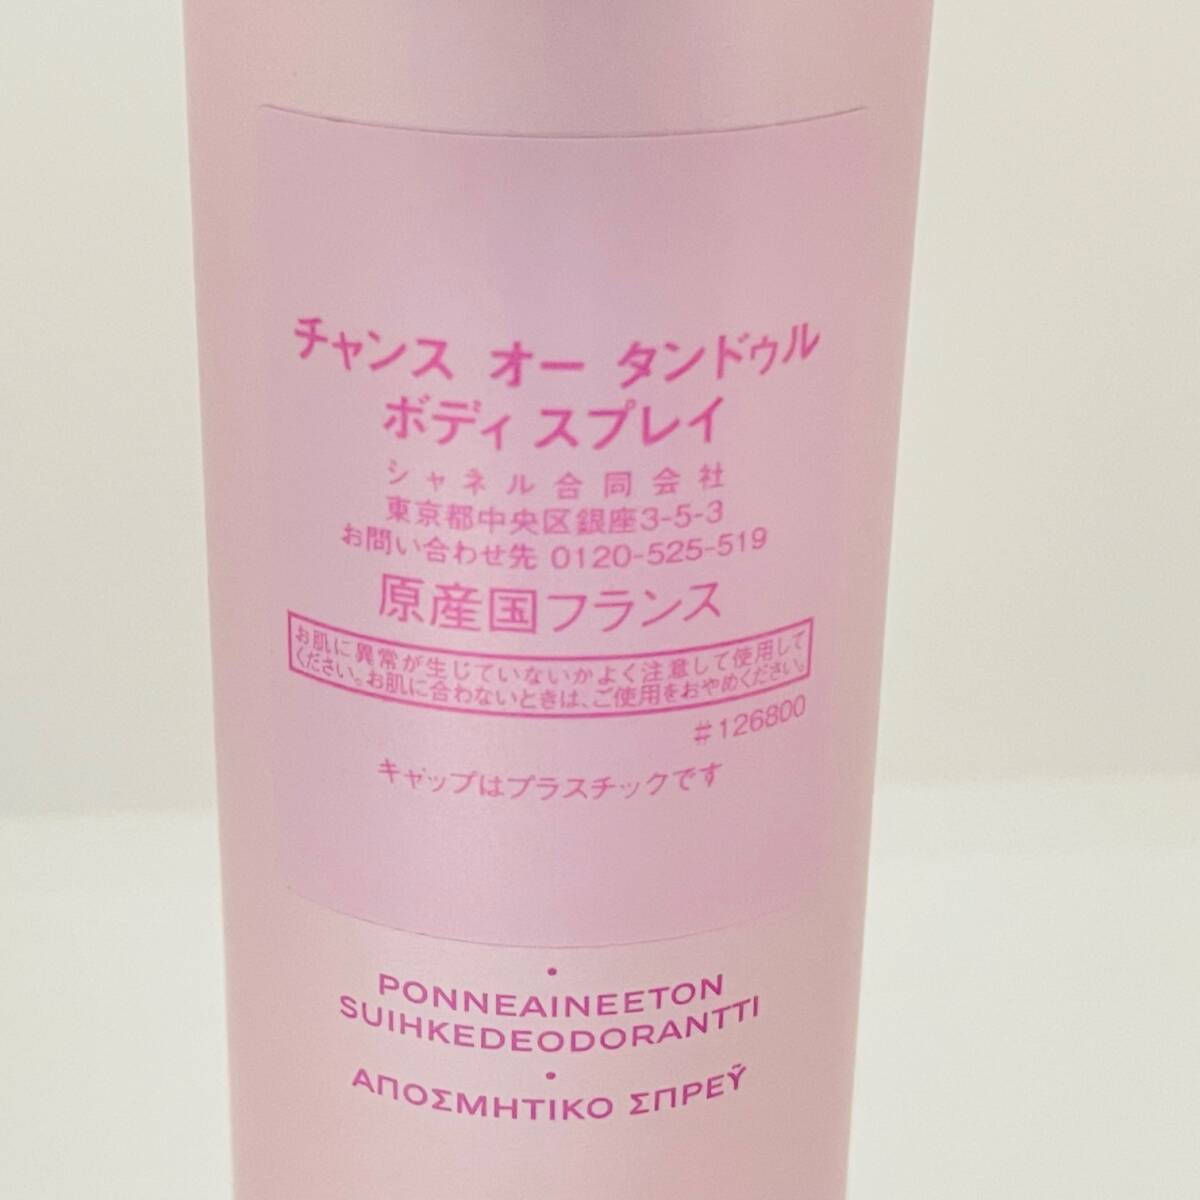 チャンス オー タンドゥル
ボディ スプレイ
シャネル合同会社
東京都中央区銀座3-5-3
お問い合わせ先 0120-525-519
原産国フランス
お肌に異常が生じていないかよく注意して使用して
ください。お肌に合わないときは、ご使用をおやめください。
#126800
キャップはプラスチックです
•
PONNEAINEETON
SUIHKEDEODORANTTI
•
ΑΠΟΣΜΗΤΙΚΟ ΣΠΡΕΫ